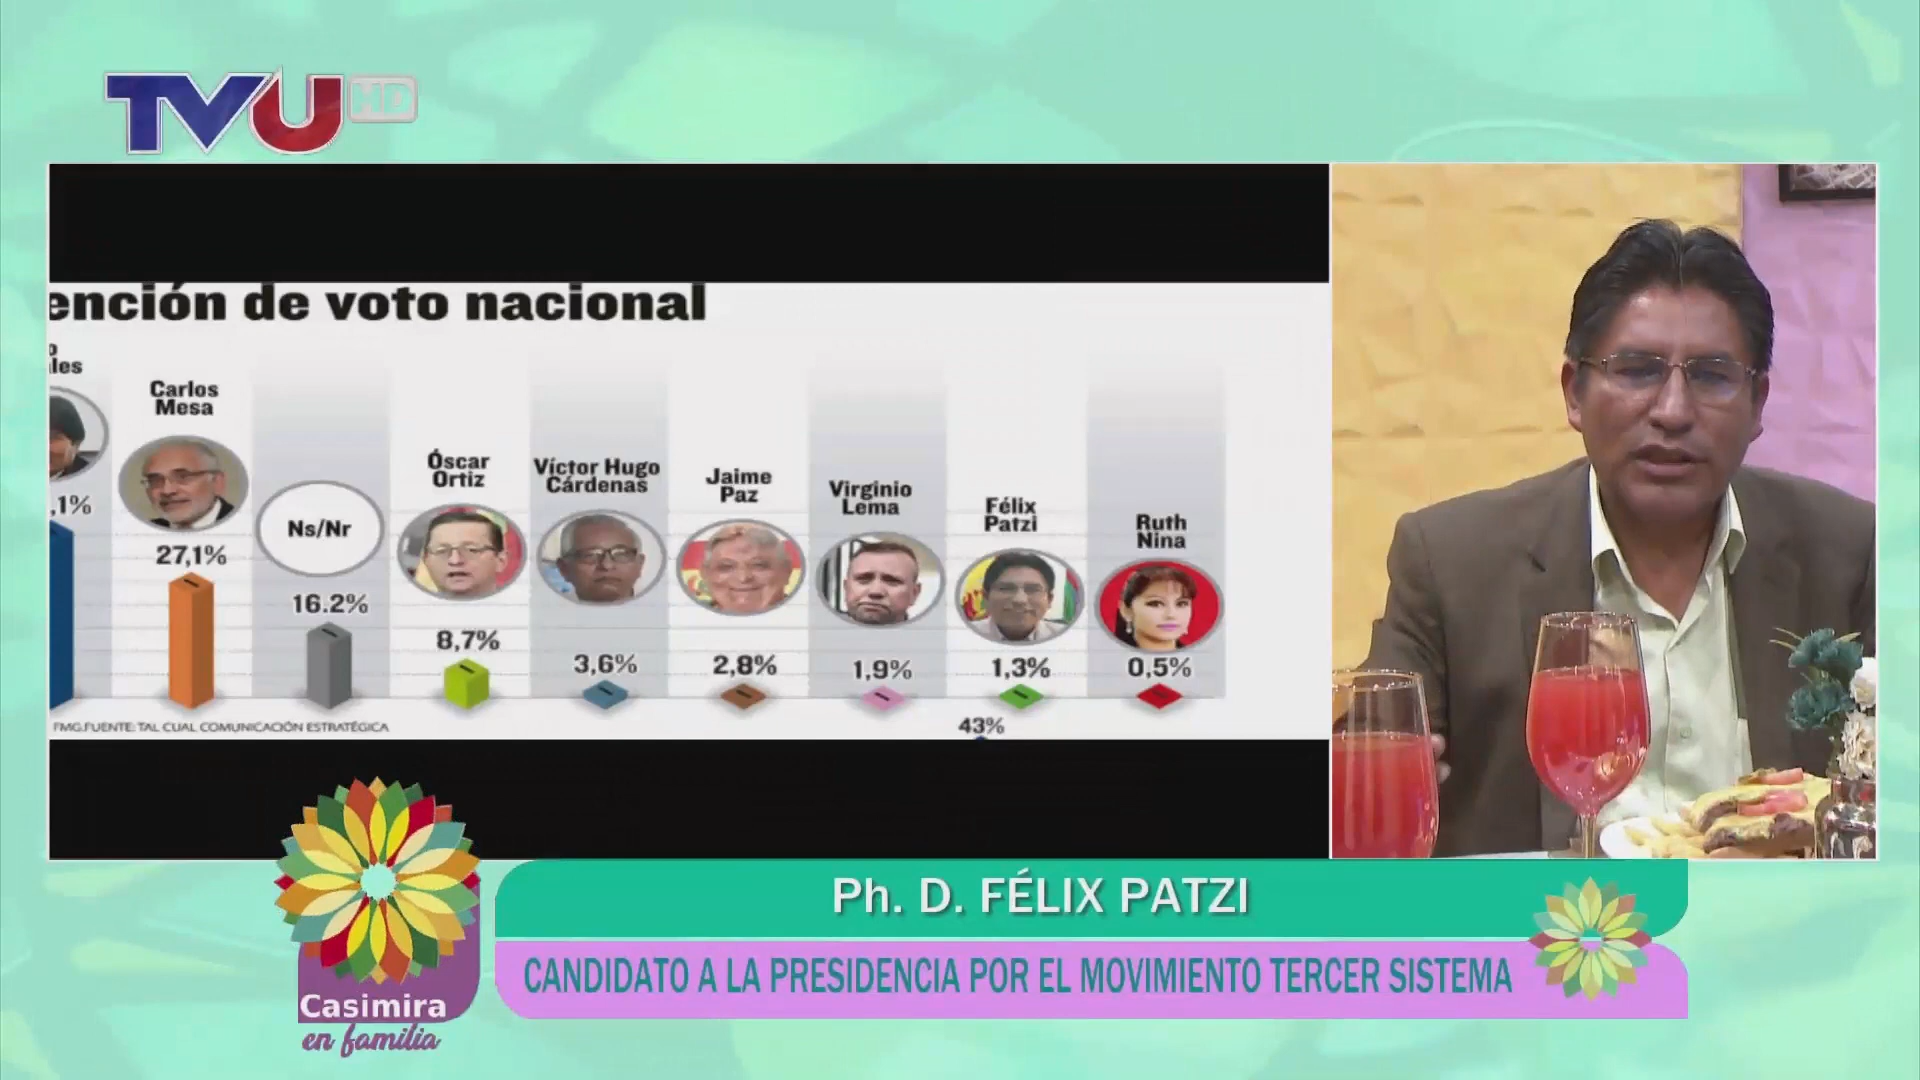 TVU HD
ención de voto nacional
o
ales
,1%
Carlos
Mesa
27,1%
Ns/Nr
16.2%
Óscar
Ortiz
8,7%
Víctor Hugo
Cárdenas
3,6%
Jaime
Paz
2,8%
Virginio
Lema
1,9%
Félix
Patzi
1,3%
Ruth
Nina
0,5%
FMG.FUENTE: TAL CUAL COMUNICACIÓN ESTRATÉGICA
43%
Ph. D. FÉLIX PATZI
CANDIDATO A LA PRESIDENCIA POR EL MOVIMIENTO TERCER SISTEMA
Casimira
en familia